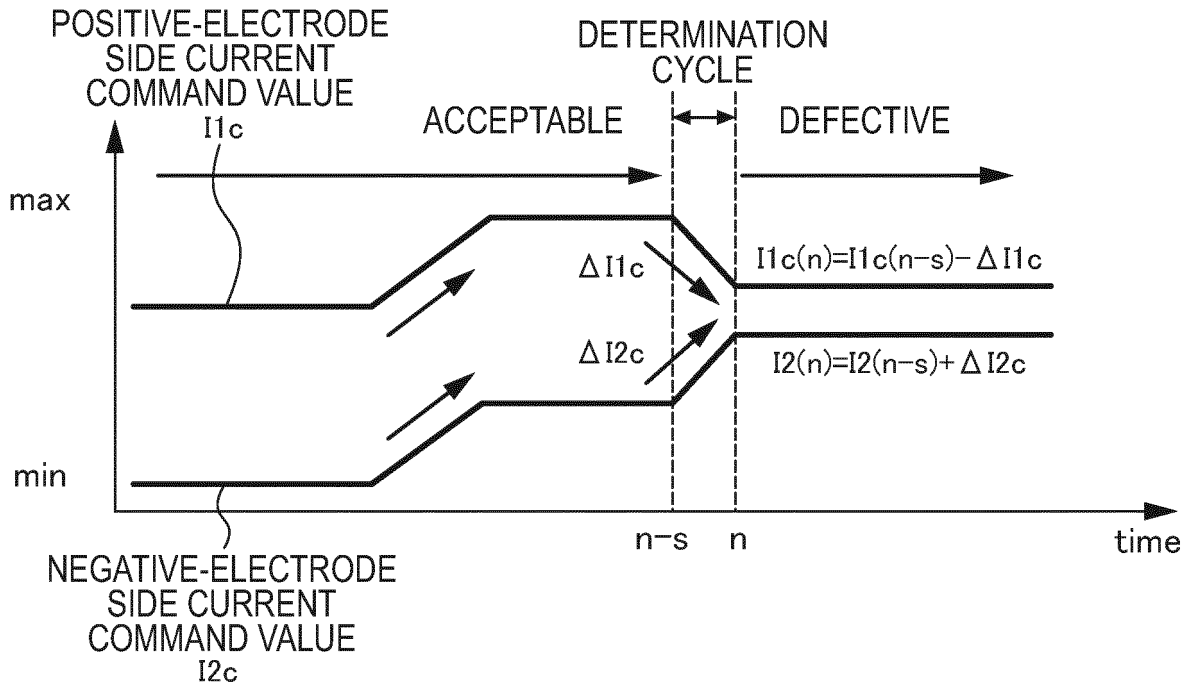 POSITIVE-ELECTRODE
SIDE CURRENT
COMMAND VALUE
I1c
DETERMINATION
CYCLE
ACCEPTABLE
DEFECTIVE
max
ΔI1c
I1c(n)=I1c(n-s)-ΔI1c
ΔI2c
I2(n)=I2(n-s)+ΔI2c
min
n-s
n
time
NEGATIVE-ELECTRODE
SIDE CURRENT
COMMAND VALUE
I2c